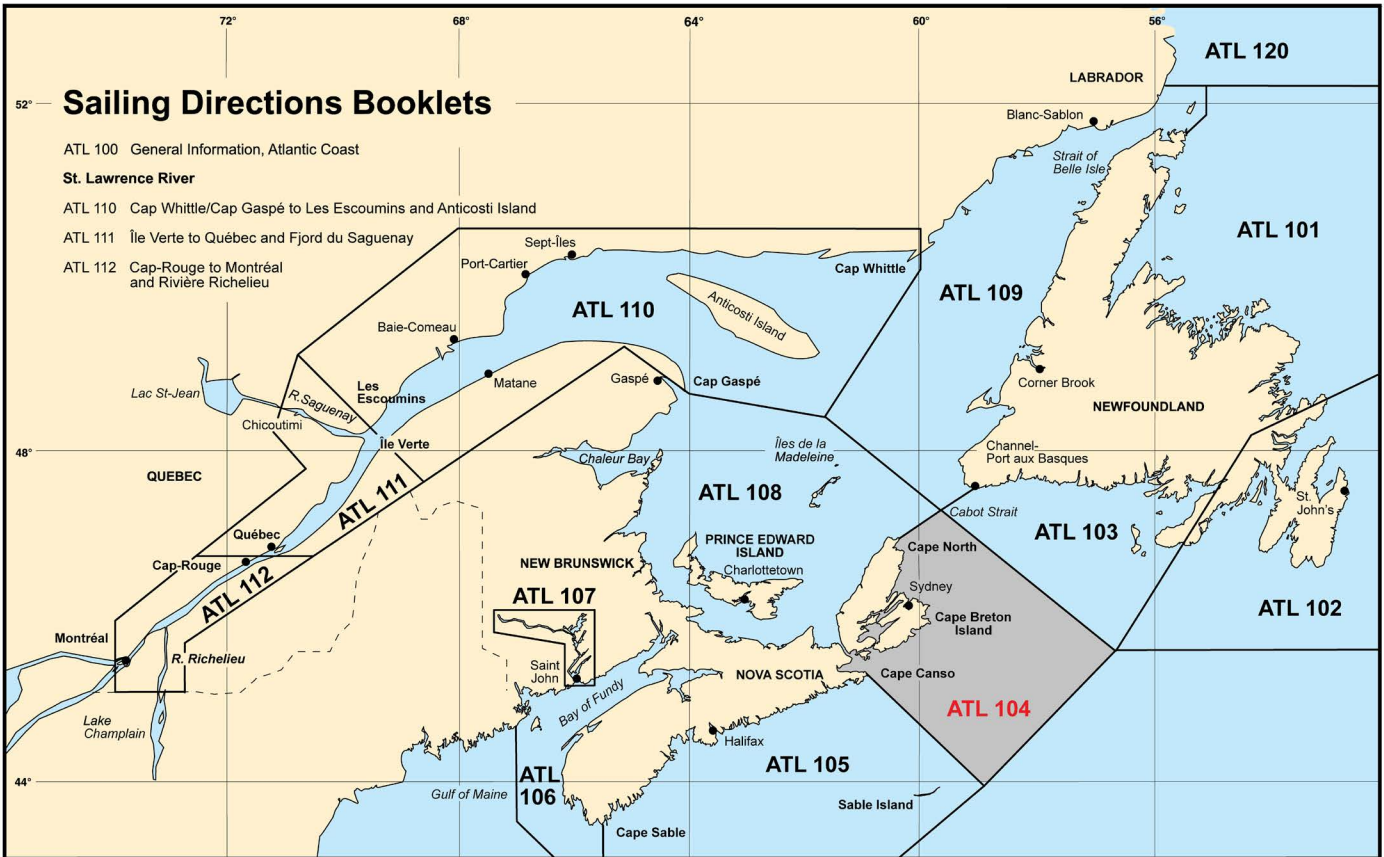 72°
68°
64°
60°
56°
ATL 120
LABRADOR
52°
Sailing Directions Booklets
Blanc-Sablon
ATL 100 General Information, Atlantic Coast
Strait of
Belle Isle
St. Lawrence River
ATL 110 Cap Whittle/Cap Gaspé to Les Escoumins and Anticosti Island
ATL 101
ATL 111 Île Verte to Québec and Fjord du Saguenay
Sept-Îles
Port-Cartier
Cap Whittle
ATL 112 Cap-Rouge to Montréal
and Rivière Richelieu
ATL 109
Anticosti Island
ATL 110
Baie-Comeau
Lac St-Jean
Les
Escoumins
R.Saguenay
Matane
Gaspé
Cap Gaspé
Corner Brook
NEWFOUNDLAND
Chicoutimi
Île Verte
48°
Chaleur Bay
Îles de la
Madeleine
Channel-
Port aux Basques
QUEBEC
ATL 111
ATL 108
St.
John's
Cabot Strait
Québec
ATL 103
Cap-Rouge
NEW BRUNSWICK
PRINCE EDWARD
ISLAND
Charlottetown
Cape North
Sydney
ATL 112
ATL 107
Cape Breton
Island
ATL 102
Montréal
R. Richelieu
Saint
John
NOVA SCOTIA
Cape Canso
Bay of Fundy
ATL 104
Lake
Champlain
Halifax
ATL 105
44°
ATL
106
Gulf of Maine
Sable Island
Cape Sable